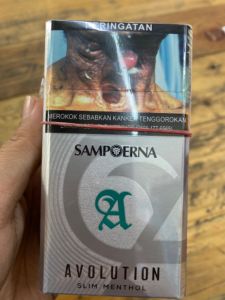 PERINGATAN
MEROKOK SEBABKAN KANKER TENGGOROKAN
SAMPOERNA
A
AVOLUTION
SLIM MENTHOL